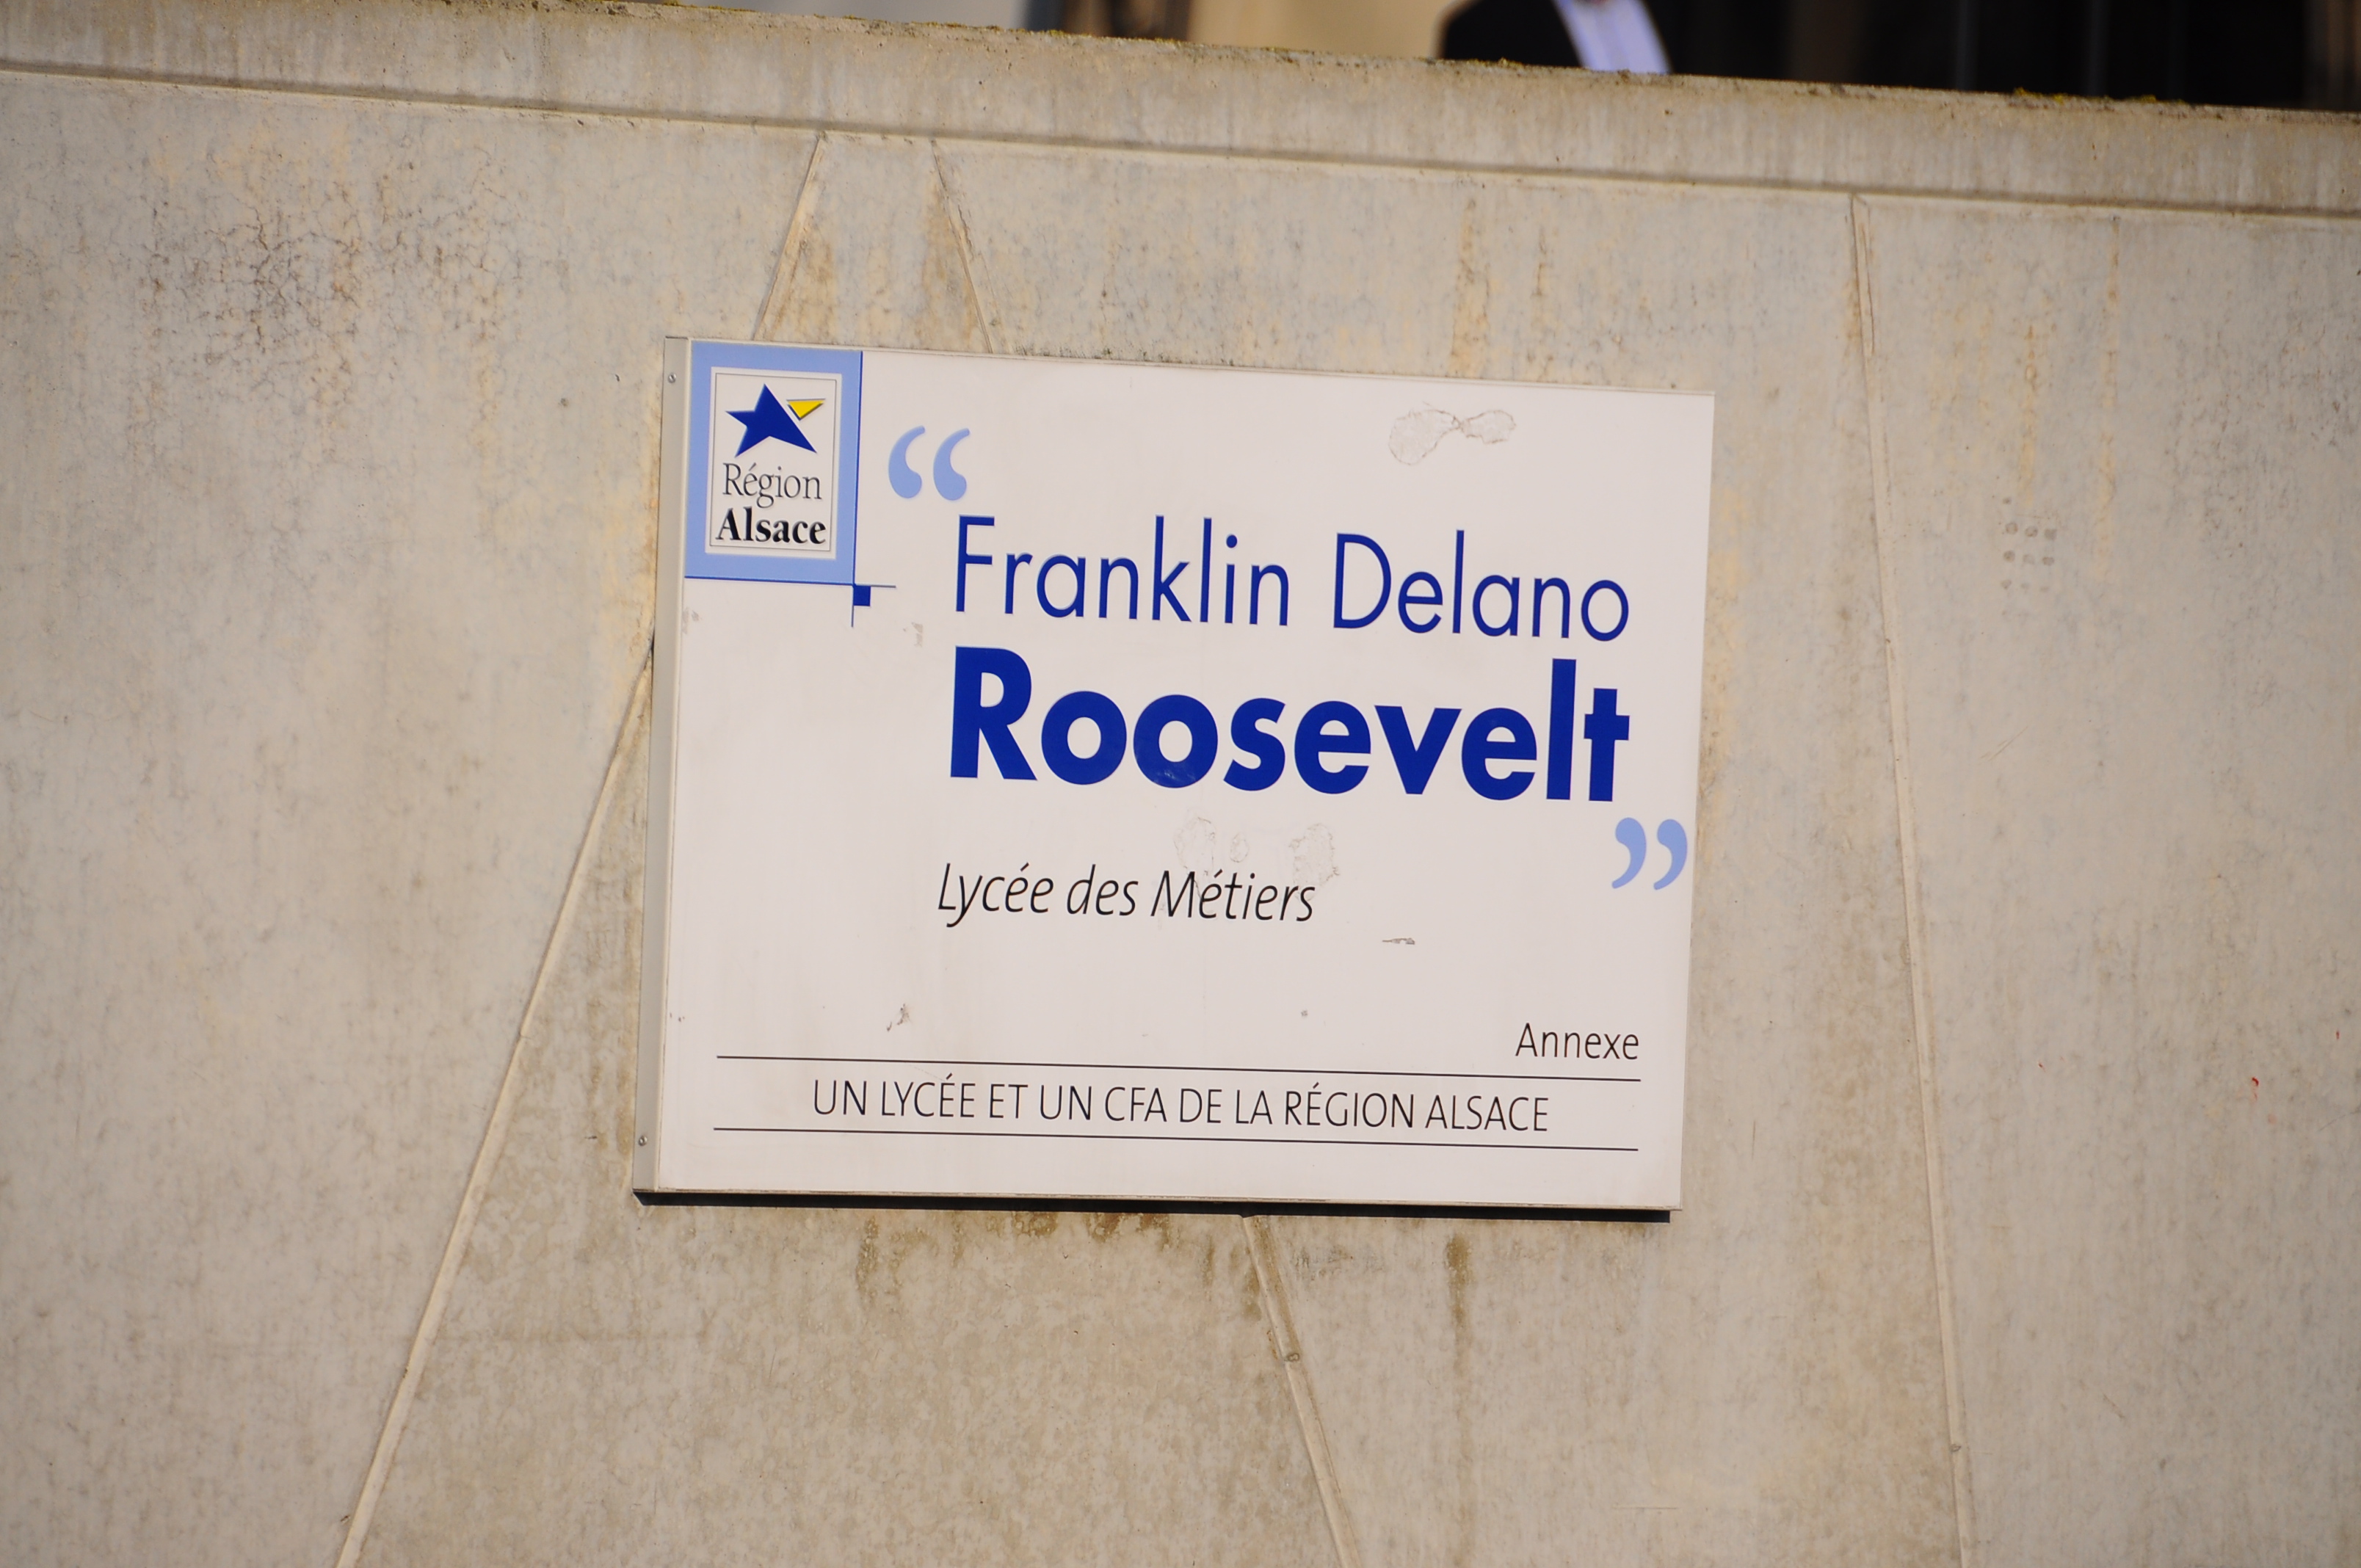 Région
Alsace
“ Franklin Delano
Roosevelt ”
Lycée des Métiers
Annexe
UN LYCÉE ET UN CFA DE LA RÉGION ALSACE